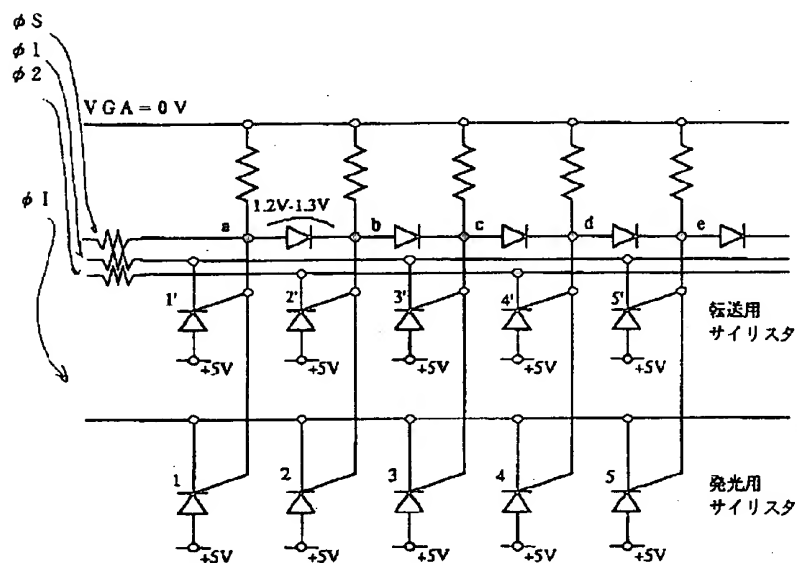 φS
φ1
φ2
VGA=0V
φI
1.2V-1.3V
a b c d e
1' 2' 3' 4' 5'
転送用
サイリスタ
+5V +5V +5V +5V +5V
1 2 3 4 5
発光用
サイリスタ
+5V +5V +5V +5V +5V